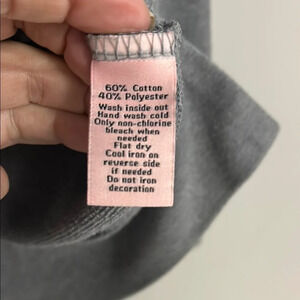 60% Cotton
40% Polyester
Wash inside out
Hand wash cold
Only non-chlorine
bleach when
needed
Flat dry
Cool iron on
reverse side
if needed
Do not iron
decoration